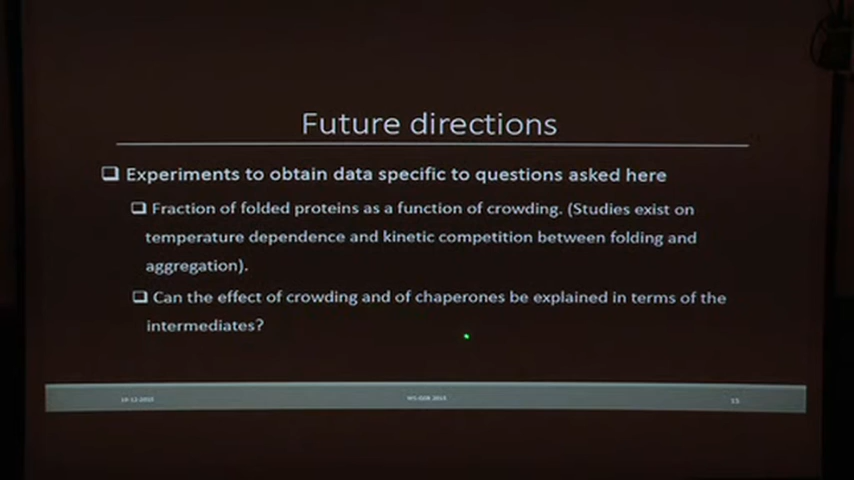 Future directions
❑ Experiments to obtain data specific to questions asked here
❑ Fraction of folded proteins as a function of crowding. (Studies exist on
temperature dependence and kinetic competition between folding and
aggregation).
❑ Can the effect of crowding and of chaperones be explained in terms of the
intermediates?